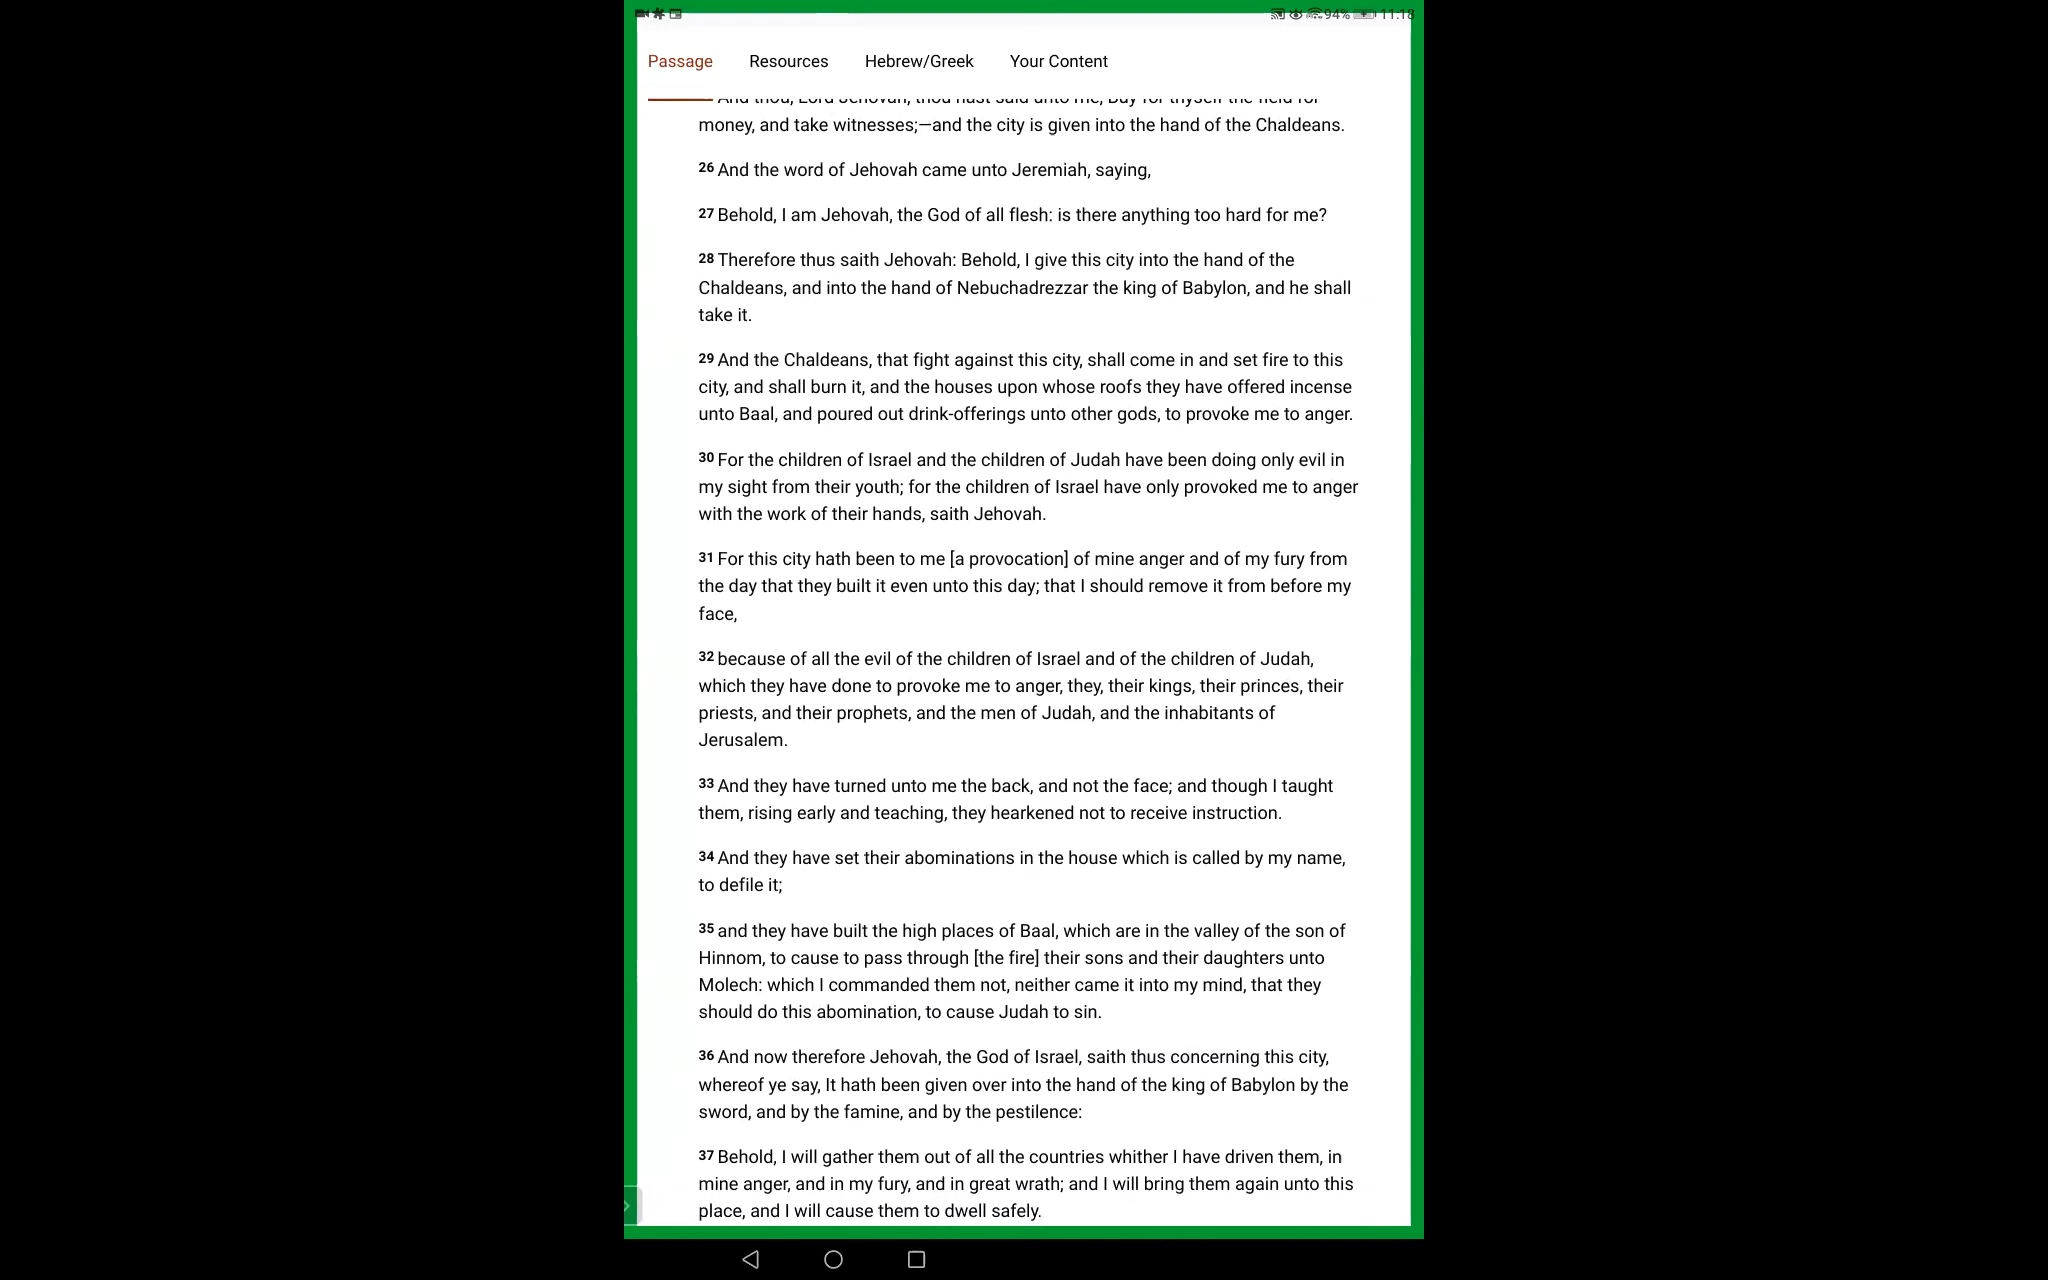 94% 11:18
Passage Resources Hebrew/Greek Your Content
And thou, Lord Jehovah, thou hast said unto me, Buy for thyself the field for
money, and take witnesses;—and the city is given into the hand of the Chaldeans.
26 And the word of Jehovah came unto Jeremiah, saying,
27 Behold, I am Jehovah, the God of all flesh: is there anything too hard for me?
28 Therefore thus saith Jehovah: Behold, I give this city into the hand of the
Chaldeans, and into the hand of Nebuchadrezzar the king of Babylon, and he shall
take it.
29 And the Chaldeans, that fight against this city, shall come in and set fire to this
city, and shall burn it, and the houses upon whose roofs they have offered incense
unto Baal, and poured out drink-offerings unto other gods, to provoke me to anger.
30 For the children of Israel and the children of Judah have been doing only evil in
my sight from their youth; for the children of Israel have only provoked me to anger
with the work of their hands, saith Jehovah.
31 For this city hath been to me [a provocation] of mine anger and of my fury from
the day that they built it even unto this day; that I should remove it from before my
face,
32 because of all the evil of the children of Israel and of the children of Judah,
which they have done to provoke me to anger, they, their kings, their princes, their
priests, and their prophets, and the men of Judah, and the inhabitants of
Jerusalem.
33 And they have turned unto me the back, and not the face; and though I taught
them, rising early and teaching, they hearkened not to receive instruction.
34 And they have set their abominations in the house which is called by my name,
to defile it;
35 and they have built the high places of Baal, which are in the valley of the son of
Hinnom, to cause to pass through [the fire] their sons and their daughters unto
Molech: which I commanded them not, neither came it into my mind, that they
should do this abomination, to cause Judah to sin.
36 And now therefore Jehovah, the God of Israel, saith thus concerning this city,
whereof ye say, It hath been given over into the hand of the king of Babylon by the
sword, and by the famine, and by the pestilence:
37 Behold, I will gather them out of all the countries whither I have driven them, in
mine anger, and in my fury, and in great wrath; and I will bring them again unto this
place, and I will cause them to dwell safely.